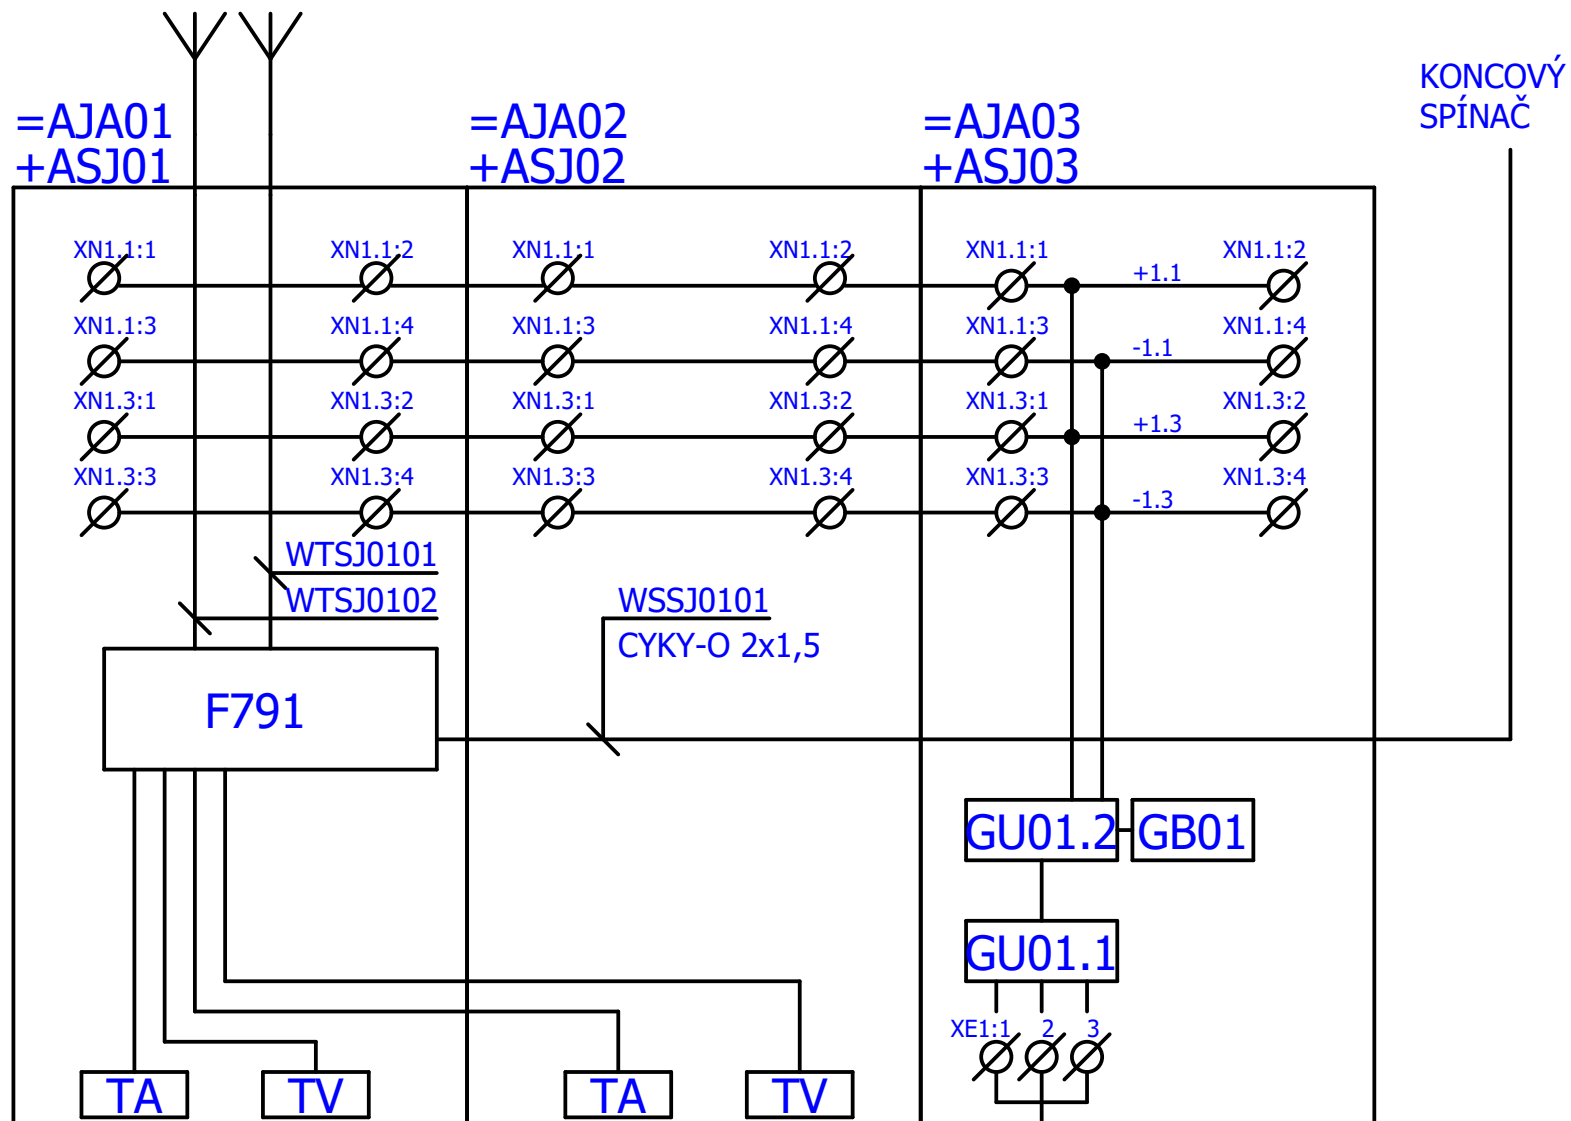 KONCOVÝ
SPÍNAČ
=AJA01
+ASJ01
=AJA02
+ASJ02
=AJA03
+ASJ03
XN1.1:1 XN1.1:2 XN1.1:1 XN1.1:2 XN1.1:1 +1.1 XN1.1:2
XN1.1:3 XN1.1:4 XN1.1:3 XN1.1:4 XN1.1:3 -1.1 XN1.1:4
XN1.3:1 XN1.3:2 XN1.3:1 XN1.3:2 XN1.3:1 +1.3 XN1.3:2
XN1.3:3 XN1.3:4 XN1.3:3 XN1.3:4 XN1.3:3 -1.3 XN1.3:4
WTSJ0101
WTSJ0102
WSSJ0101
CYKY-O 2x1,5
F791
GU01.2 GB01
GU01.1
XE1:1 2 3
TA TV TA TV